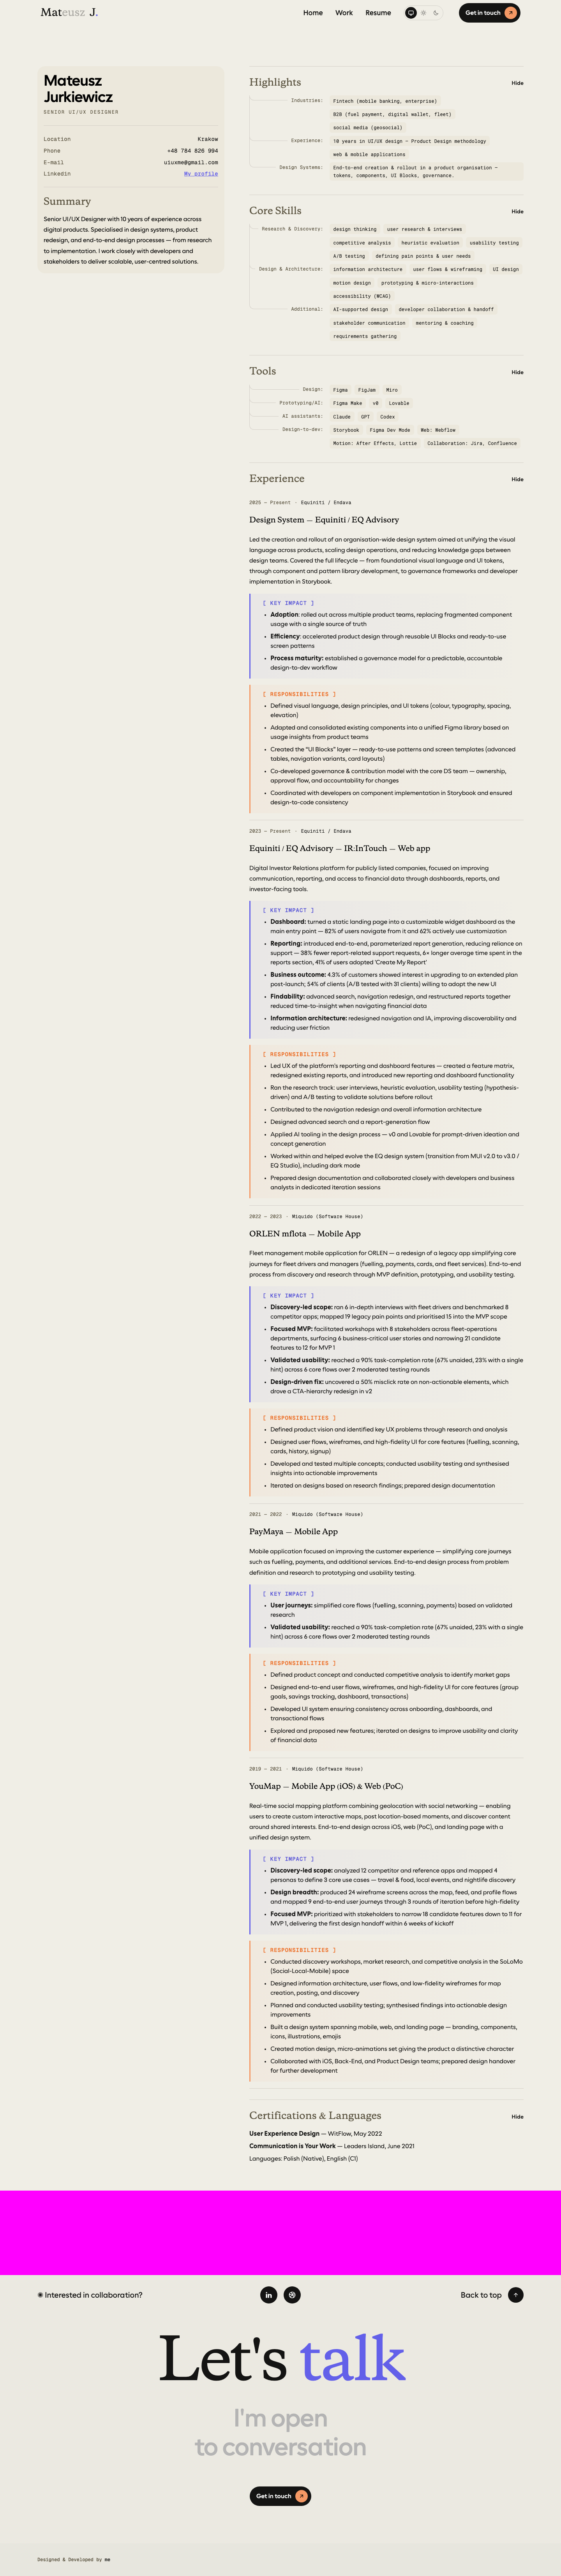 Mateusz J.
Home Work Resume
Get in touch
Mateusz
Jurkiewicz
SENIOR UI/UX DESIGNER
Location Krakow
Phone +48 784 826 994
E-mail uiuxme@gmail.com
Linkedin My profile
Summary
Senior UI/UX Designer with 10 years of experience across
digital products. Specialised in design systems, product
redesign, and end-to-end design processes — from research
to implementation. I work closely with developers and
stakeholders to deliver scalable, user-centred solutions.
Highlights Hide
Industries: Fintech (mobile banking, enterprise)
B2B (fuel payment, digital wallet, fleet)
social media (geosocial)
Experience: 10 years in UI/UX design — Product Design methodology
web & mobile applications
Design Systems: End-to-end creation & rollout in a product organisation —
tokens, components, UI Blocks, governance.
Core Skills Hide
Research & Discovery: design thinking user research & interviews
competitive analysis heuristic evaluation usability testing
A/B testing defining pain points & user needs
Design & Architecture: information architecture user flows & wireframing UI design
motion design prototyping & micro-interactions
accessibility (WCAG)
Additional: AI-supported design developer collaboration & handoff
stakeholder communication mentoring & coaching
requirements gathering
Tools Hide
Design: Figma FigJam Miro
Prototyping/AI: Figma Make v0 Lovable
AI assistants: Claude GPT Codex
Design-to-dev: Storybook Figma Dev Mode Web: Webflow
Motion: After Effects, Lottie Collaboration: Jira, Confluence
Experience Hide
2025 — Present · Equiniti / Endava
Design System — Equiniti / EQ Advisory
Led the creation and rollout of an organisation-wide design system aimed at unifying the visual
language across products, scaling design operations, and reducing knowledge gaps between
design teams. Covered the full lifecycle — from foundational visual language and UI tokens,
through component and pattern library development, to governance frameworks and developer
implementation in Storybook.
[ KEY IMPACT ]
• Adoption: rolled out across multiple product teams, replacing fragmented component
usage with a single source of truth
• Efficiency: accelerated product design through reusable UI Blocks and ready-to-use
screen patterns
• Process maturity: established a governance model for a predictable, accountable
design-to-dev workflow
[ RESPONSIBILITIES ]
• Defined visual language, design principles, and UI tokens (colour, typography, spacing,
elevation)
• Adapted and consolidated existing components into a unified Figma library based on
usage insights from product teams
• Created the "UI Blocks" layer — ready-to-use patterns and screen templates (advanced
tables, navigation variants, card layouts)
• Co-developed governance & contribution model with the core DS team — ownership,
approval flow, and accountability for changes
• Coordinated with developers on component implementation in Storybook and ensured
design-to-code consistency
2023 — Present · Equiniti / Endava
Equiniti / EQ Advisory — IR.InTouch — Web app
Digital Investor Relations platform for publicly listed companies, focused on improving
communication, reporting, and access to financial data through dashboards, reports, and
investor-facing tools.
[ KEY IMPACT ]
• Dashboard: turned a static landing page into a customizable widget dashboard as the
main entry point — 82% of users navigate from it and 62% actively use customization
• Reporting: introduced end-to-end, parameterized report generation, reducing reliance on
support — 38% fewer report-related support requests, 6× longer average time spent in the
reports section, 41% of users adopted 'Create My Report'
• Business outcome: 4.3% of customers showed interest in upgrading to an extended plan
post-launch; 54% of clients (A/B tested with 31 clients) willing to adopt the new UI
• Findability: advanced search, navigation redesign, and restructured reports together
reduced time-to-insight when navigating financial data
• Information architecture: redesigned navigation and IA, improving discoverability and
reducing user friction
[ RESPONSIBILITIES ]
• Led UX of the platform's reporting and dashboard features — created a feature matrix,
redesigned existing reports, and introduced new reporting and dashboard functionality
• Ran the research track: user interviews, heuristic evaluation, usability testing (hypothesis-
driven) and A/B testing to validate solutions before rollout
• Contributed to the navigation redesign and overall information architecture
• Designed advanced search and a report-generation flow
• Applied AI tooling in the design process — v0 and Lovable for prompt-driven ideation and
concept generation
• Worked within and helped evolve the EQ design system (transition from MUI v2.0 to v3.0 /
EQ Studio), including dark mode
• Prepared design documentation and collaborated closely with developers and business
analysts in dedicated iteration sessions
2022 — 2023 · Miquido (Software House)
ORLEN mflota — Mobile App
Fleet management mobile application for ORLEN — a redesign of a legacy app simplifying core
journeys for fleet drivers and managers (fuelling, payments, cards, and fleet services). End-to-end
process from discovery and research through MVP definition, prototyping, and usability testing.
[ KEY IMPACT ]
• Discovery-led scope: ran 6 in-depth interviews with fleet drivers and benchmarked 8
competitor apps; mapped 19 legacy pain points and prioritised 15 into the MVP scope
• Focused MVP: facilitated workshops with 8 stakeholders across fleet-operations
departments, surfacing 6 business-critical user stories and narrowing 21 candidate
features to 12 for MVP 1
• Validated usability: reached a 90% task-completion rate (67% unaided, 23% with a single
hint) across 6 core flows over 2 moderated testing rounds
• Design-driven fix: uncovered a 50% misclick rate on non-actionable elements, which
drove a CTA-hierarchy redesign in v2
[ RESPONSIBILITIES ]
• Defined product vision and identified key UX problems through research and analysis
• Designed user flows, wireframes, and high-fidelity UI for core features (fuelling, scanning,
cards, history, signup)
• Developed and tested multiple concepts; conducted usability testing and synthesised
insights into actionable improvements
• Iterated on designs based on research findings; prepared design documentation
2021 — 2022 · Miquido (Software House)
PayMaya — Mobile App
Mobile application focused on improving the customer experience — simplifying core journeys
such as fuelling, payments, and additional services. End-to-end design process from problem
definition and research to prototyping and usability testing.
[ KEY IMPACT ]
• User journeys: simplified core flows (fuelling, scanning, payments) based on validated
research
• Validated usability: reached a 90% task-completion rate (67% unaided, 23% with a single
hint) across 6 core flows over 2 moderated testing rounds
[ RESPONSIBILITIES ]
• Defined product concept and conducted competitive analysis to identify market gaps
• Designed end-to-end user flows, wireframes, and high-fidelity UI for core features (group
goals, savings tracking, dashboard, transactions)
• Developed UI system ensuring consistency across onboarding, dashboards, and
transactional flows
• Explored and proposed new features; iterated on designs to improve usability and clarity
of financial data
2019 — 2021 · Miquido (Software House)
YouMap — Mobile App (iOS) & Web (PoC)
Real-time social mapping platform combining geolocation with social networking — enabling
users to create custom interactive maps, post location-based moments, and discover content
around shared interests. End-to-end design across iOS, web (PoC), and landing page with a
unified design system.
[ KEY IMPACT ]
• Discovery-led scope: analyzed 12 competitor and reference apps and mapped 4
personas to define 3 core use cases — travel & food, local events, and nightlife discovery
• Design breadth: produced 24 wireframe screens across the map, feed, and profile flows
and mapped 9 end-to-end user journeys through 3 rounds of iteration before high-fidelity
• Focused MVP: prioritized with stakeholders to narrow 18 candidate features down to 11 for
MVP 1, delivering the first design handoff within 6 weeks of kickoff
[ RESPONSIBILITIES ]
• Conducted discovery workshops, market research, and competitive analysis in the SoLoMo
(Social-Local-Mobile) space
• Designed information architecture, user flows, and low-fidelity wireframes for map
creation, posting, and discovery
• Planned and conducted usability testing; synthesised findings into actionable design
improvements
• Built a design system spanning mobile, web, and landing page — branding, components,
icons, illustrations, emojis
• Created motion design, micro-animations set giving the product a distinctive character
• Collaborated with iOS, Back-End, and Product Design teams; prepared design handover
for further development
Certifications & Languages Hide
User Experience Design — WitFlow, May 2022
Communication is Your Work — Leaders Island, June 2021
Languages: Polish (Native), English (C1)
Interested in collaboration? in Back to top
Let's talk
I'm open
to conversation
Get in touch
Designed & Developed by me